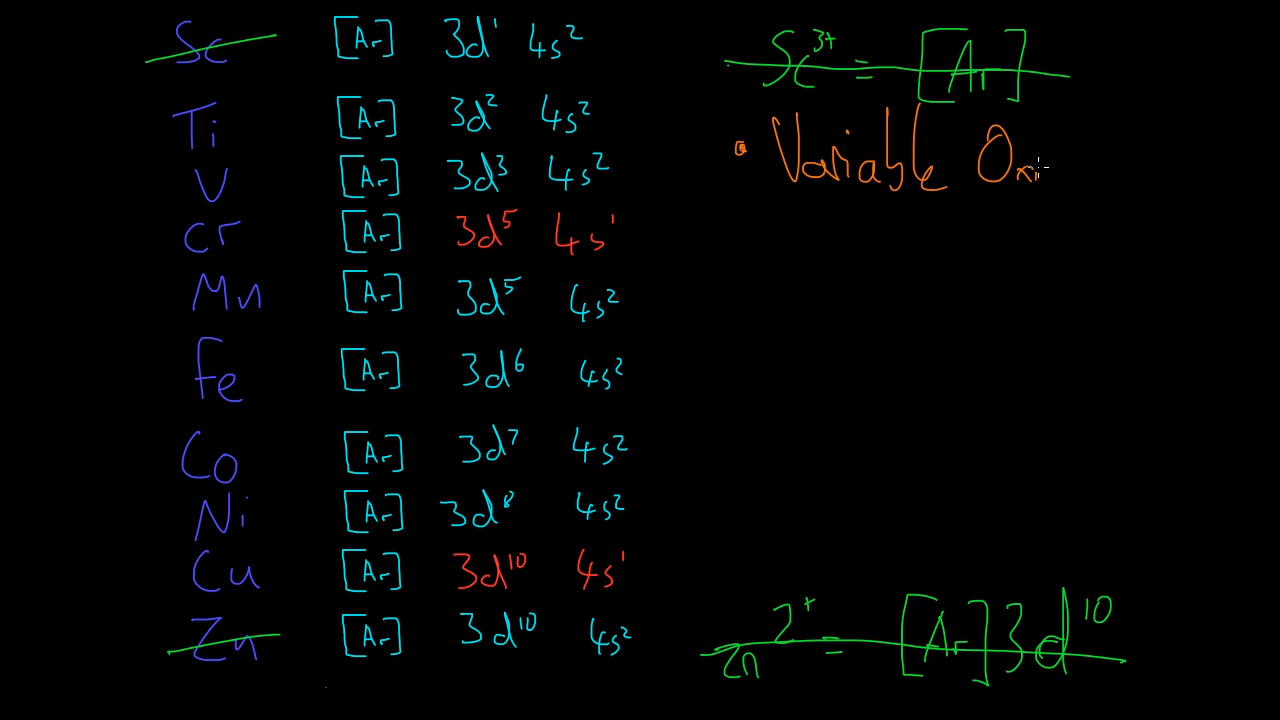 Sc [Ar] 3d¹ 4s²
Ti [Ar] 3d² 4s²
V [Ar] 3d³ 4s²
Cr [Ar] 3d⁵ 4s¹
Mn [Ar] 3d⁵ 4s²
Fe [Ar] 3d⁶ 4s²
Co [Ar] 3d⁷ 4s²
Ni [Ar] 3d⁸ 4s²
Cu [Ar] 3d¹⁰ 4s¹
Zn [Ar] 3d¹⁰ 4s²
Sc³⁺ = [Ar]
• Variable Oxi
Zn²⁺ = [Ar] 3d¹⁰